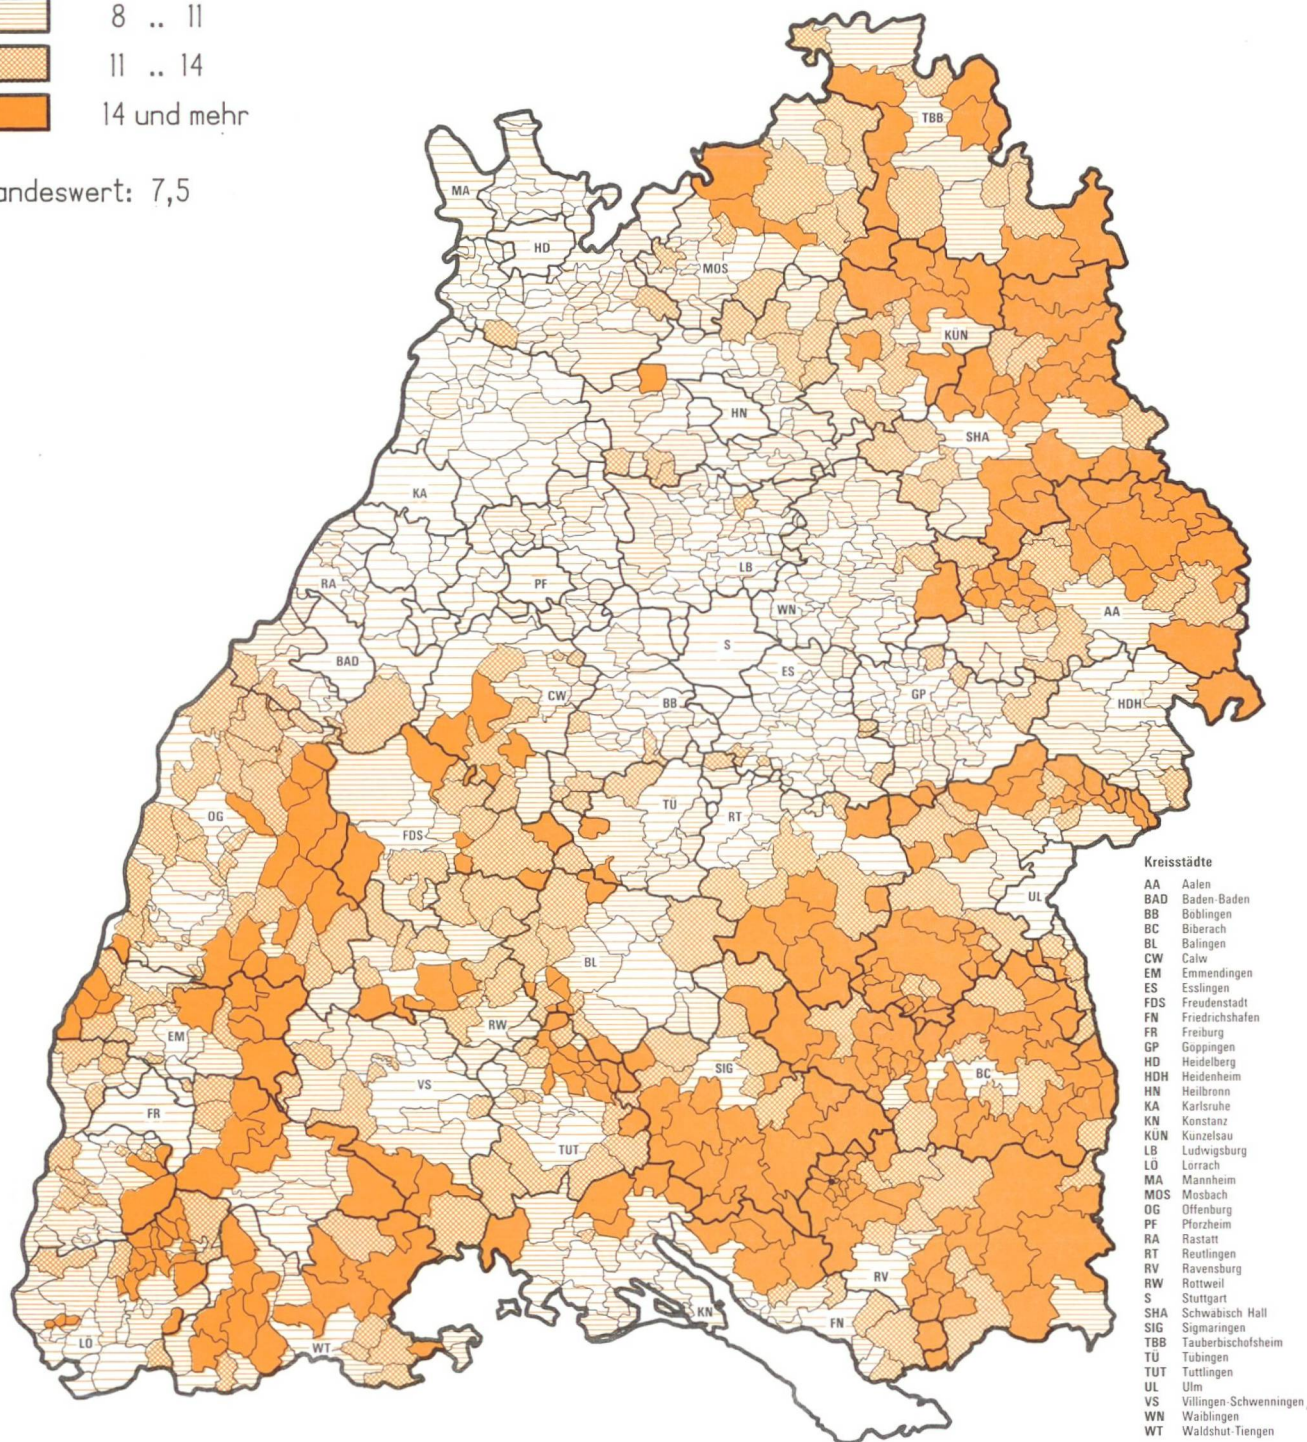 8 .. 11
11 .. 14
14 und mehr
andeswert: 7,5
TBB
MA
HD
MOS
KÜN
HN
SHA
KA
RA
PF
LB
WN
AA
BAD
S
ES
CW
BB
GP
HDH
OG
FDS
TÜ
RT
UL
BL
EM
RW
SIG
BC
VS
FR
TUT
RV
KN
FN
LÖ
WT
Kreisstädte
AA Aalen
BAD Baden-Baden
BB Böblingen
BC Biberach
BL Balingen
CW Calw
EM Emmendingen
ES Esslingen
FDS Freudenstadt
FN Friedrichshafen
FR Freiburg
GP Göppingen
HD Heidelberg
HDH Heidenheim
HN Heilbronn
KA Karlsruhe
KN Konstanz
KÜN Künzelsau
LB Ludwigsburg
LÖ Lörrach
MA Mannheim
MOS Mosbach
OG Offenburg
PF Pforzheim
RA Rastatt
RT Reutlingen
RV Ravensburg
RW Rottweil
S Stuttgart
SHA Schwäbisch Hall
SIG Sigmaringen
TBB Tauberbischofsheim
TÜ Tübingen
TUT Tuttlingen
UL Ulm
VS Villingen-Schwenningen
WN Waiblingen
WT Waldshut-Tiengen